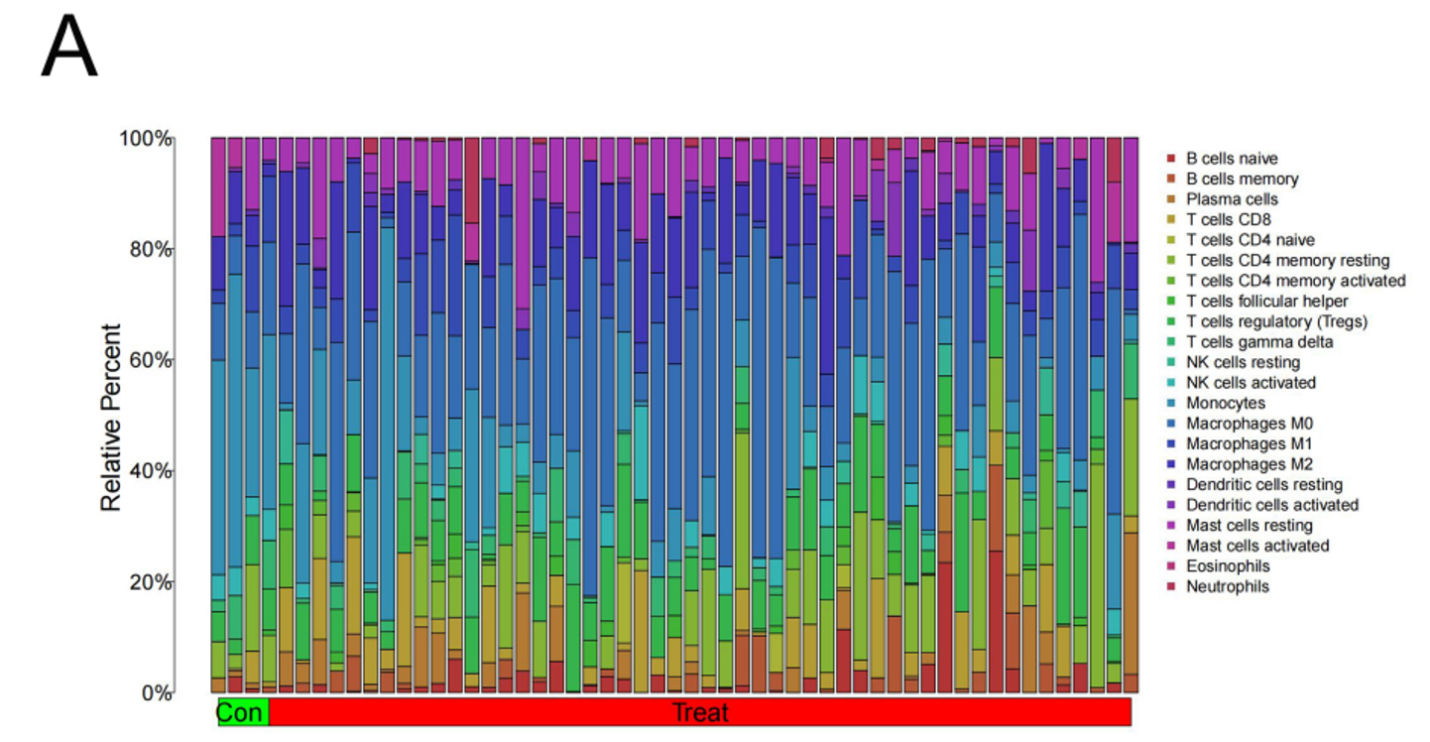 A
100%
80%
60%
40%
20%
0%
Relative Percent
Con
Treat
B cells naive
B cells memory
Plasma cells
T cells CD8
T cells CD4 naive
T cells CD4 memory resting
T cells CD4 memory activated
T cells follicular helper
T cells regulatory (Tregs)
T cells gamma delta
NK cells resting
NK cells activated
Monocytes
Macrophages M0
Macrophages M1
Macrophages M2
Dendritic cells resting
Dendritic cells activated
Mast cells resting
Mast cells activated
Eosinophils
Neutrophils